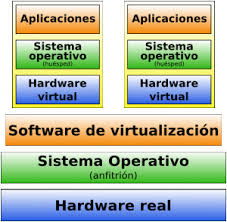 Aplicaciones
Sistema
operativo
(huésped)
Hardware
virtual
Aplicaciones
Sistema
operativo
(huésped)
Hardware
virtual
Software de virtualización
Sistema Operativo
(anfitrión)
Hardware real